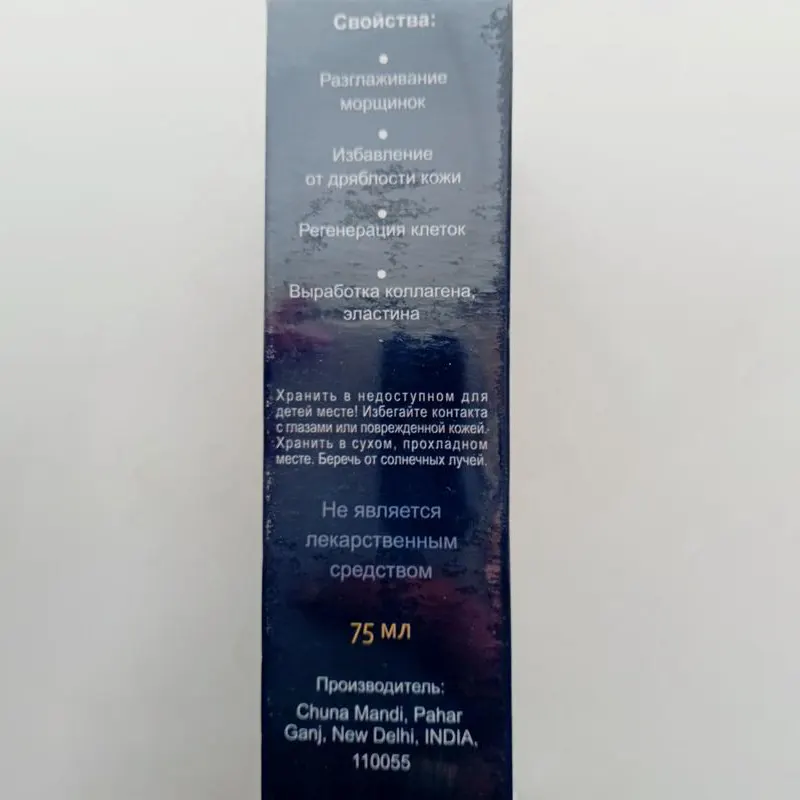 Свойства:
•
Разглаживание
морщинок
•
Избавление
от дряблости кожи
•
Регенерация клеток
•
Выработка коллагена,
эластина
Хранить в недоступном для
детей месте! Избегайте контакта
с глазами или поврежденной кожей.
Хранить в сухом, прохладном
месте. Беречь от солнечных лучей.
Не является
лекарственным
средством
75 мл
Производитель:
Chuna Mandi, Pahar
Ganj, New Delhi, INDIA,
110055